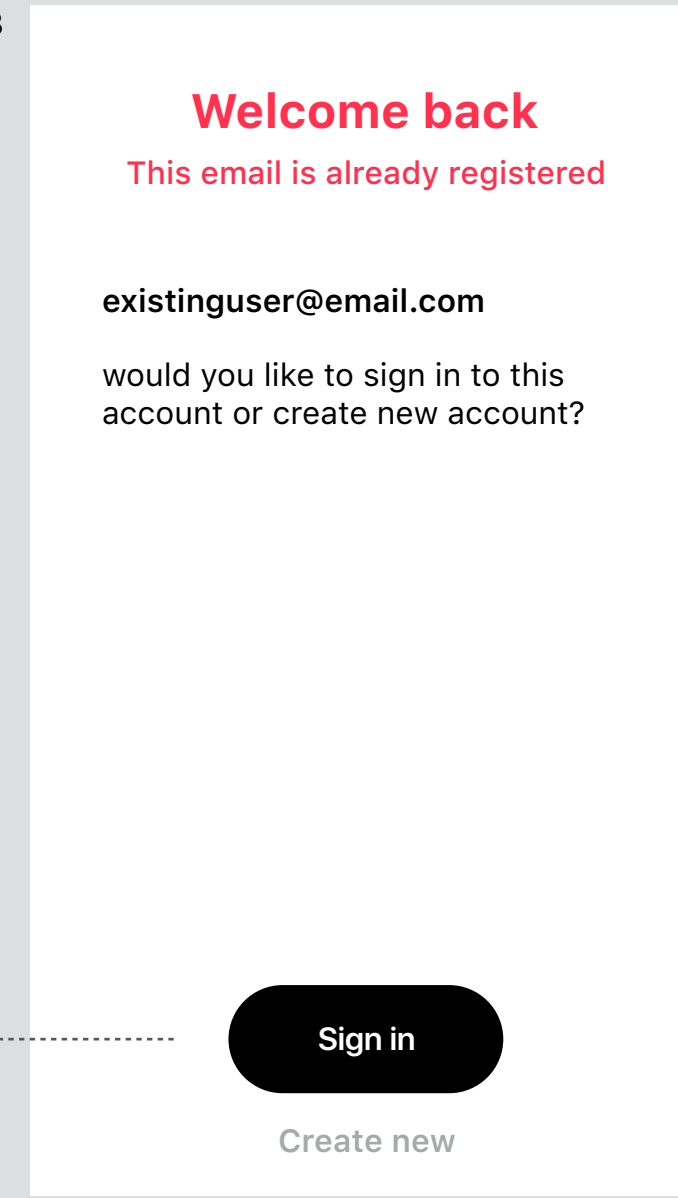 Welcome back
This email is already registered
existinguser@email.com
would you like to sign in to this
account or create new account?
Sign in
Create new